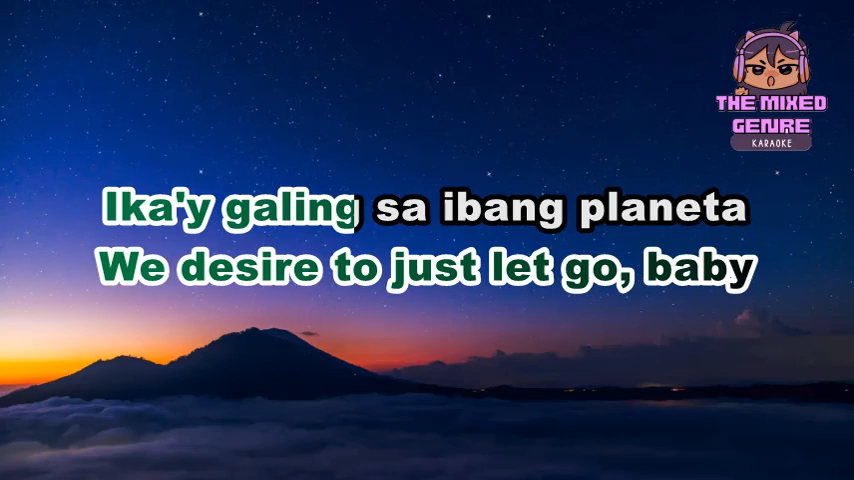 THE MIXED
GENRE
KARAOKE
Ika'y galing sa ibang planeta
We desire to just let go, baby